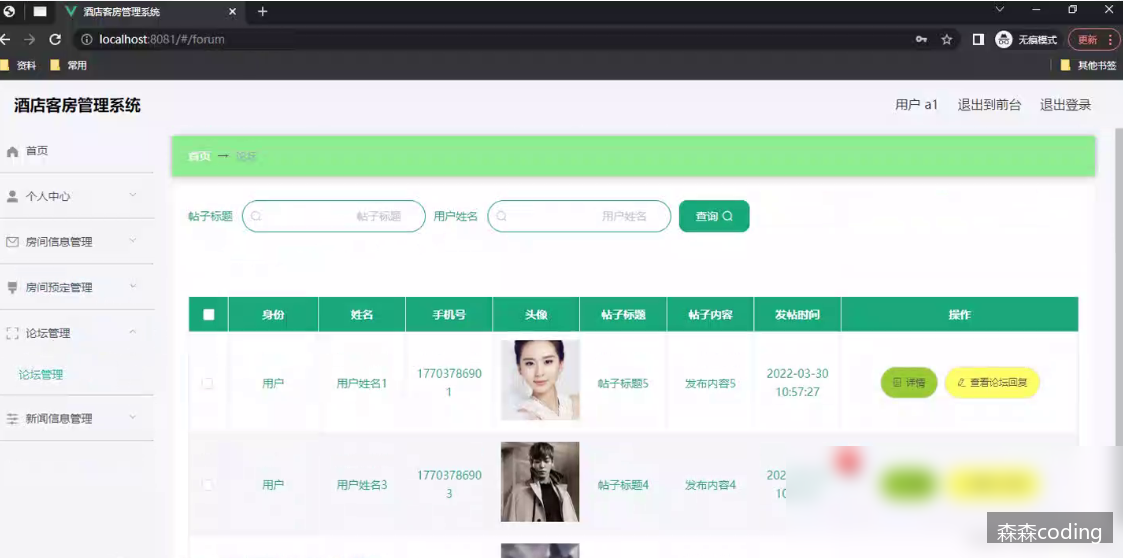 酒店客房管理系统
localhost:8081/#/forum
无痕模式
更新
资料
常用
其他书签
酒店客房管理系统
用户 a1
退出到前台
退出登录
首页
个人中心
房间信息管理
房间预定管理
论坛管理
论坛管理
新闻信息管理
首页 → 论坛
帖子标题
帖子标题
用户姓名
用户姓名
查询
身份 姓名 手机号 头像 帖子标题 帖子内容 发帖时间 操作
用户 用户姓名1 1770378690 帖子标题5 发布内容5 2022-03-30 详情 查看论坛回复
1 10:57:27
用户 用户姓名3 1770378690 帖子标题4 发布内容4 202
3 10
森森coding